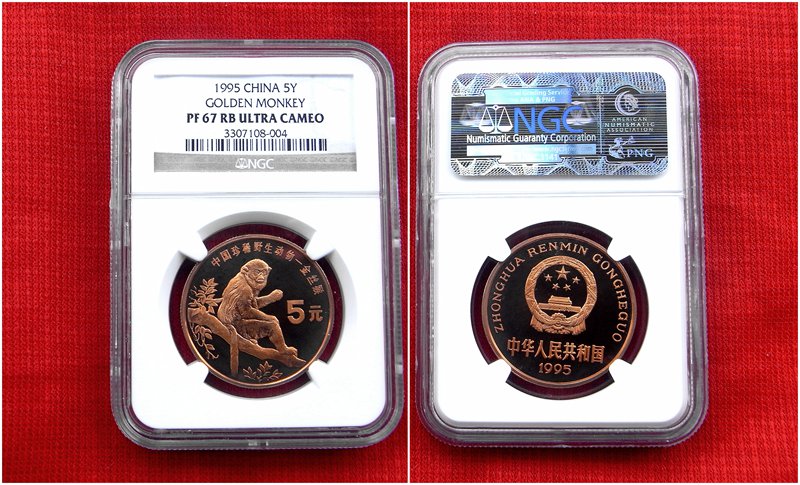 1995 CHINA 5Y
GOLDEN MONKEY
PF 67 RB ULTRA CAMEO
3307108-004
NGC
中国珍稀野生动物—金丝猴
5元
NGC
Numismatic Guaranty Corporation
AMERICAN
NUMISMATIC
ASSOCIATION
PNG
ZHONGHUA RENMIN GONGHEGUO
中华人民共和国
1995